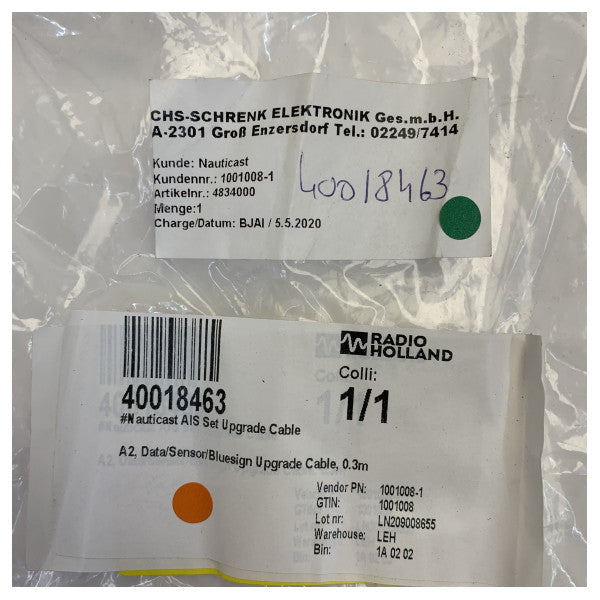 CHS-SCHRENK ELEKTRONIK Ges.m.b.H.
A-2301 Groß Enzersdorf Tel.: 02249/7414
Kunde: Nauticast
Kundennr.: 1001008-1
Artikelnr.: 4834000
Menge:1
Charge/Datum: BJAI / 5.5.2020
40018463
RADIO
HOLLAND
Colli:
1/1
40018463
#Nauticast AIS Set Upgrade Cable
A2, Data/Sensor/Bluesign Upgrade Cable, 0.3m
Vendor PN: 1001008-1
GTIN: 1001008
Lot nr: LN209008655
Warehouse: LEH
Bin: 1A 02 02